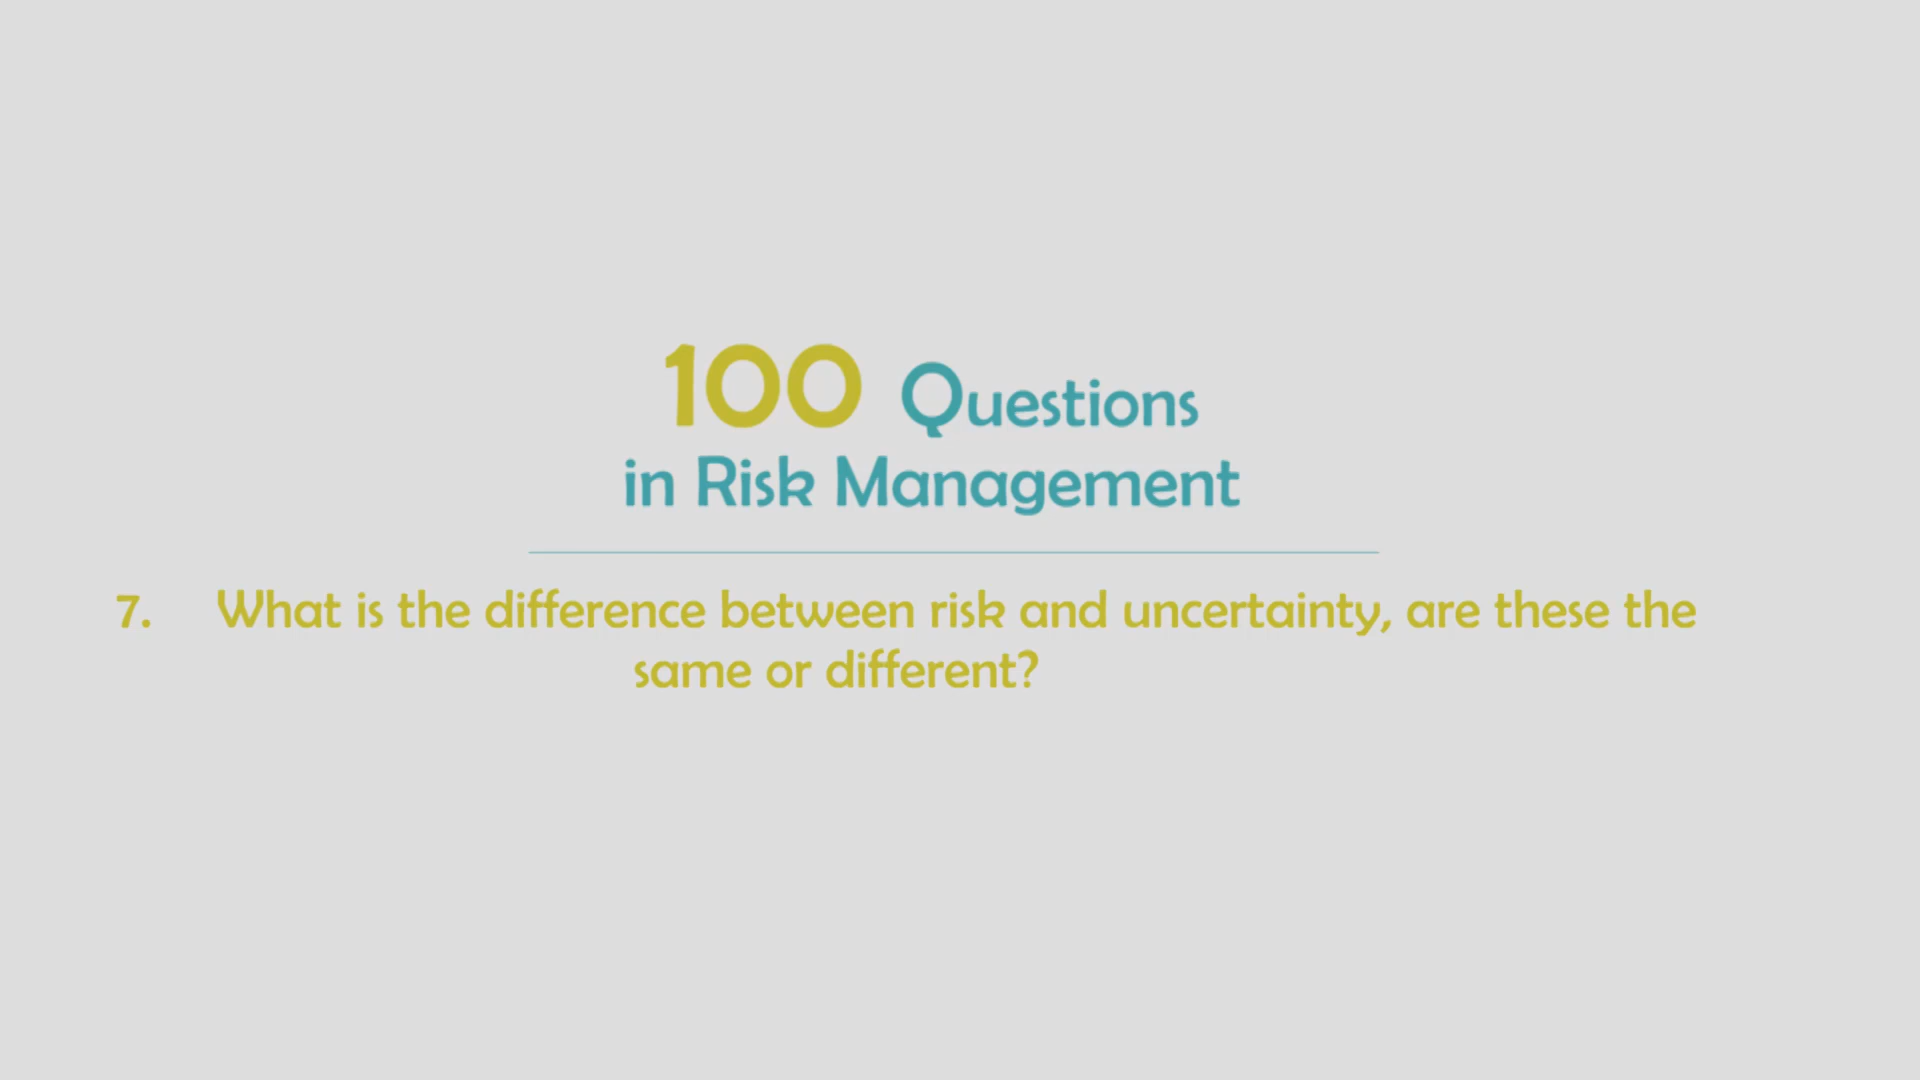 100 Questions
in Risk Management
7. What is the difference between risk and uncertainty, are these the
same or different?